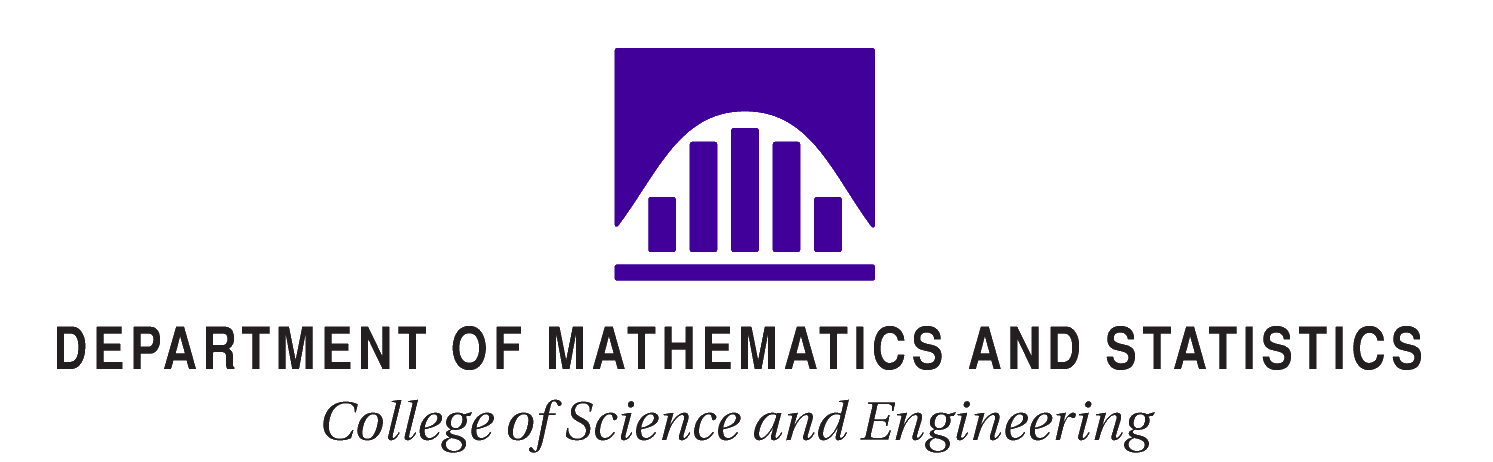 DEPARTMENT OF MATHEMATICS AND STATISTICS
College of Science and Engineering